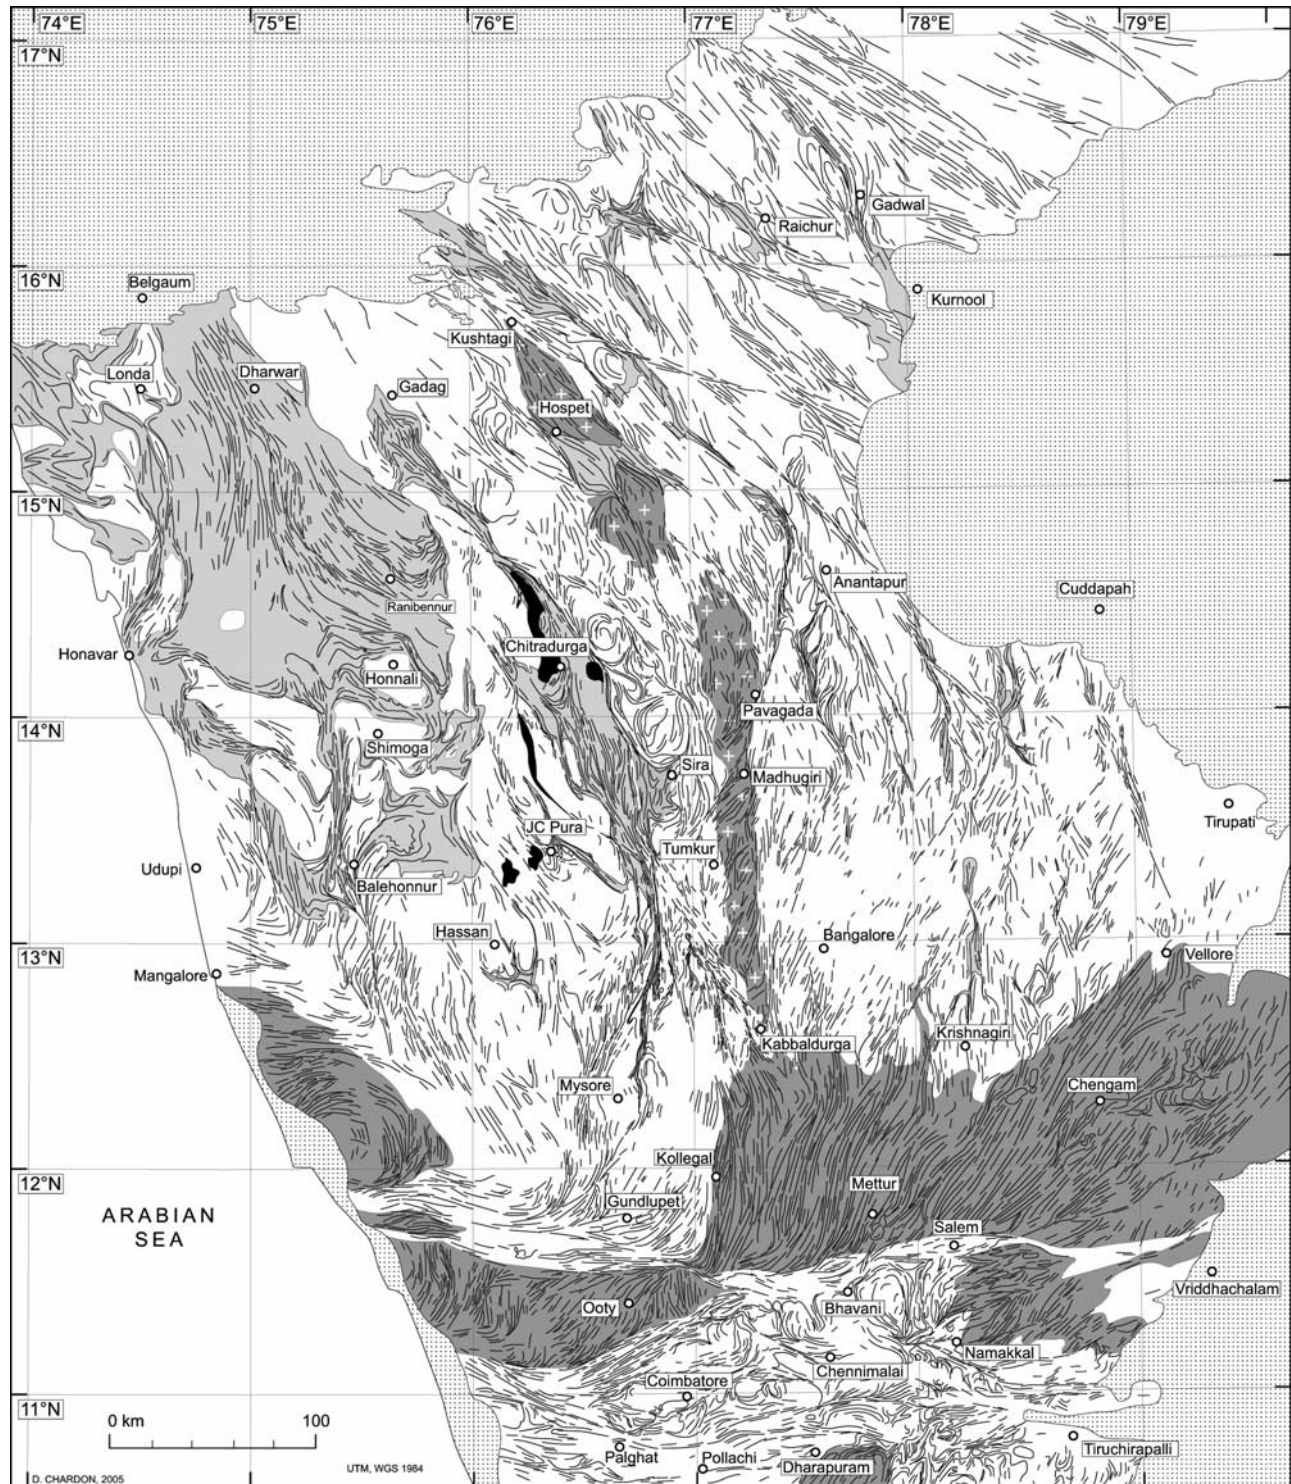 74°E 75°E 76°E 77°E 78°E 79°E
17°N
Gadwal
Raichur
16°N
Belgaum
Kurnool
Kushtagi
Londa
Dharwar
Gadag
Hospet
15°N
Anantapur
Cuddapah
Ranibennur
Chitradurga
Honavar
Honnali
Pavagada
14°N
Shimoga
Sira
Madhugiri
Tirupati
JC Pura
Tumkur
Udupi
Balehonnur
Hassan
Bangalore
13°N
Vellore
Mangalore
Krishnagiri
Kabbaldurga
Mysore
Chengam
Kollegal
12°N
Mettur
Gundlupet
ARABIAN
SEA
Salem
Vriddhachalam
Ooty
Bhavani
Namakkal
Chennimalai
Coimbatore
11°N
0 km 100
Palghat
Pollachi
Dharapuram
Tiruchirapalli
UTM, WGS 1984
D. CHARDON, 2005